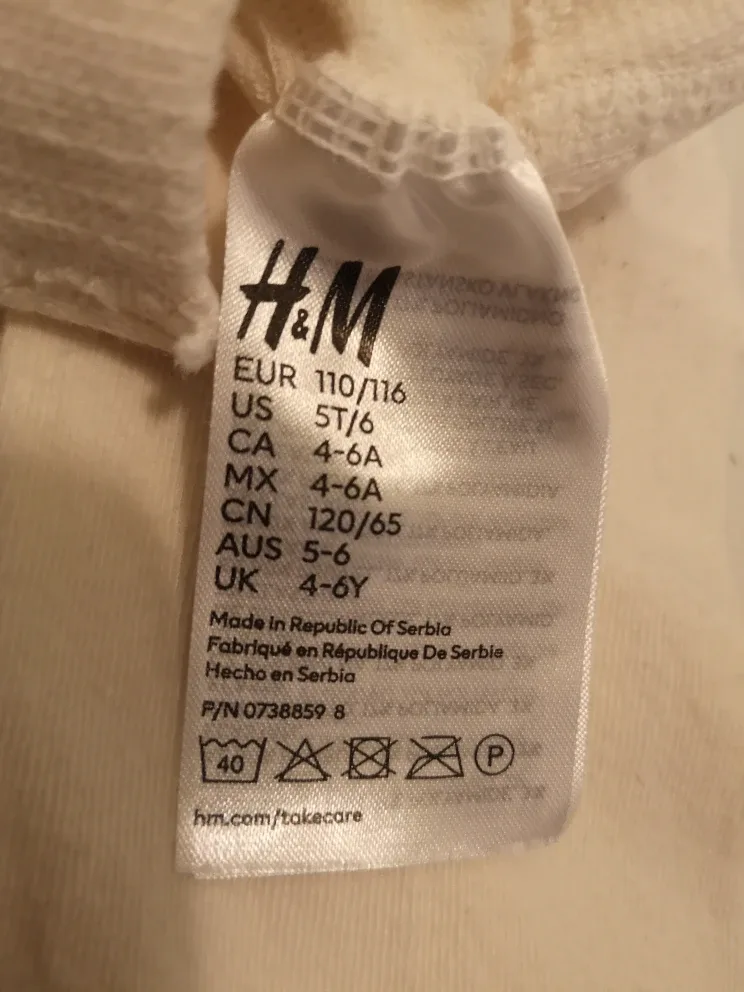 H&M
EUR 110/116
US 5T/6
CA 4-6A
MX 4-6A
CN 120/65
AUS 5-6
UK 4-6Y
Made in Republic Of Serbia
Fabriqué en République De Serbie
Hecho en Serbia
P/N 0738859 8
40 P
hm.com/takecare